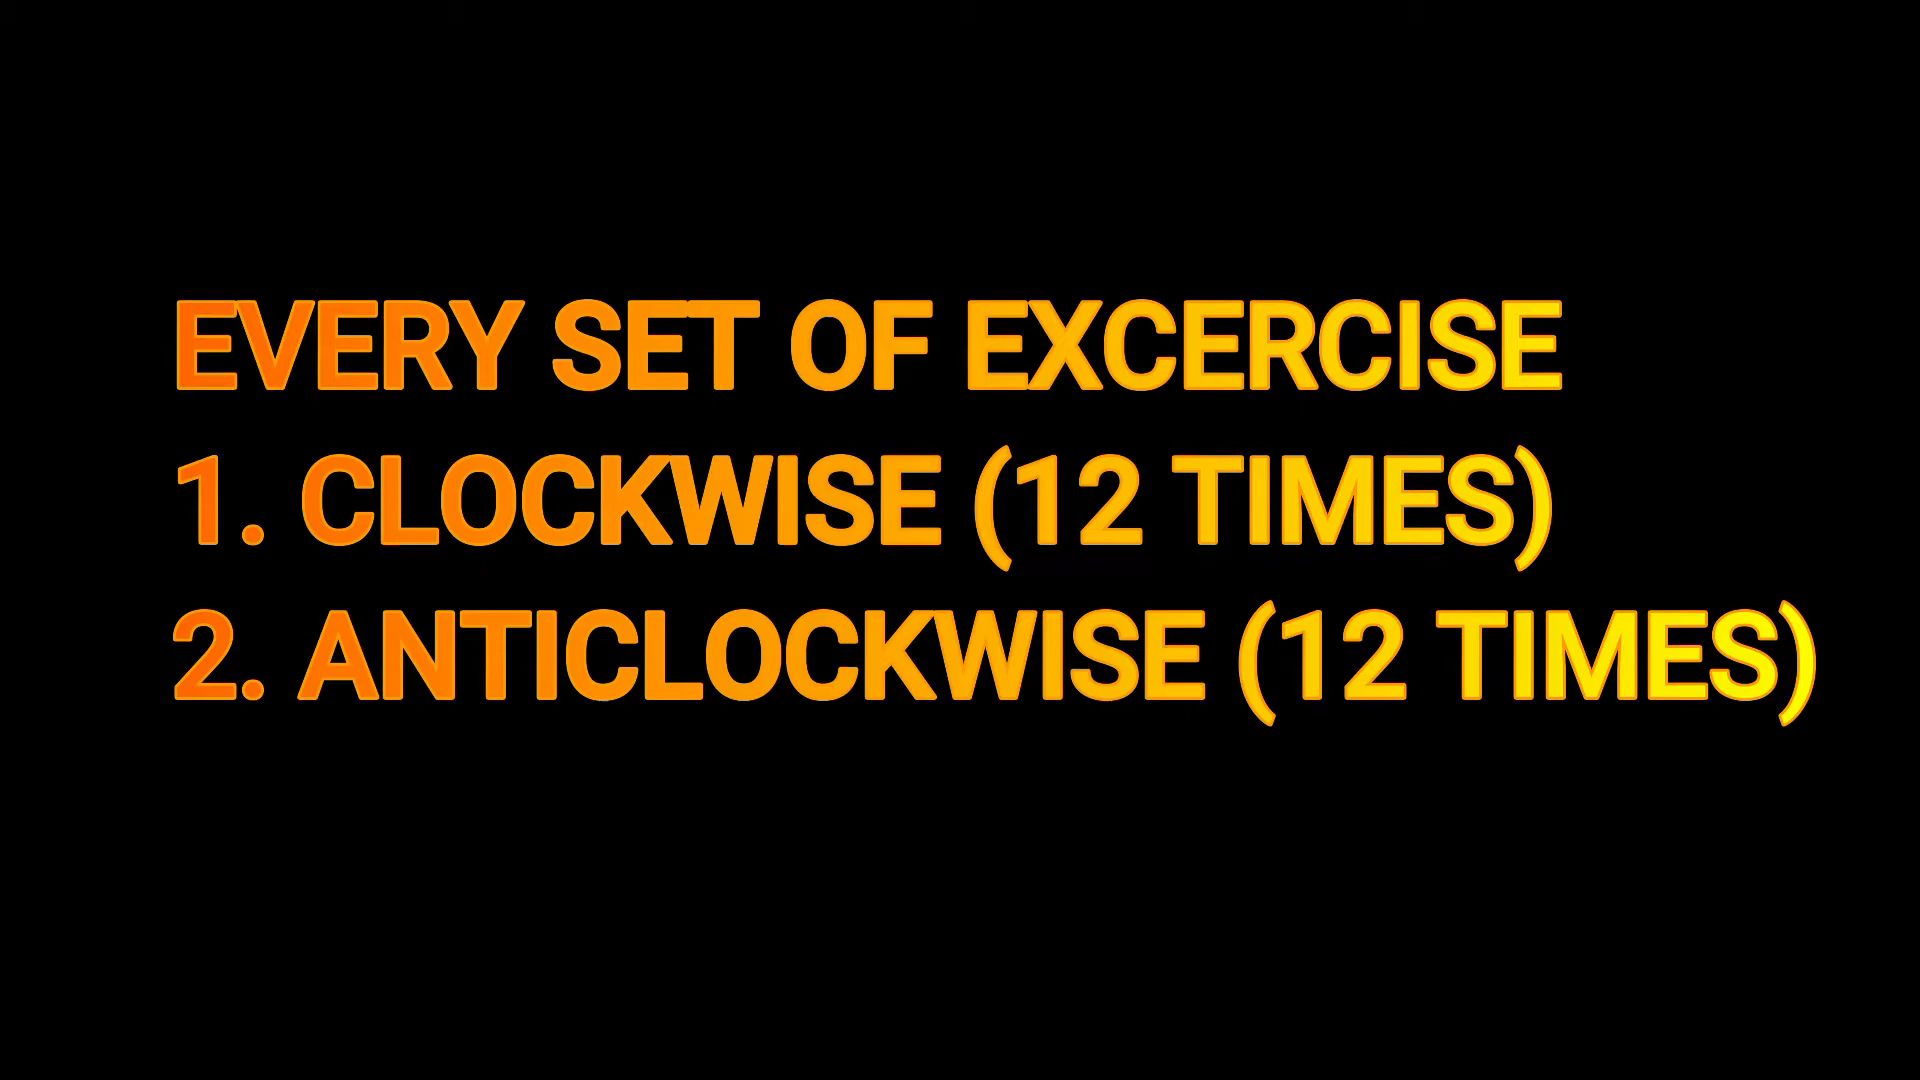 EVERY SET OF EXCERCISE
1. CLOCKWISE (12 TIMES)
2. ANTICLOCKWISE (12 TIMES)